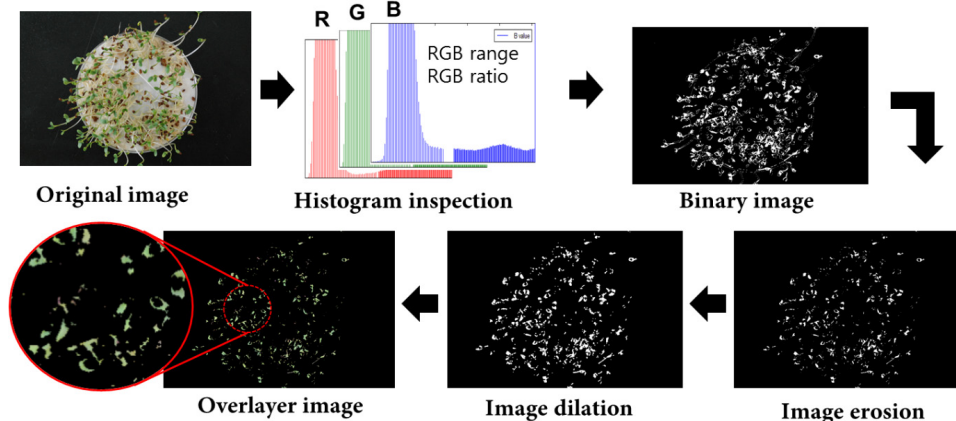 R G B
B value
RGB range
RGB ratio
Original image
Histogram inspection
Binary image
Overlayer image
Image dilation
Image erosion